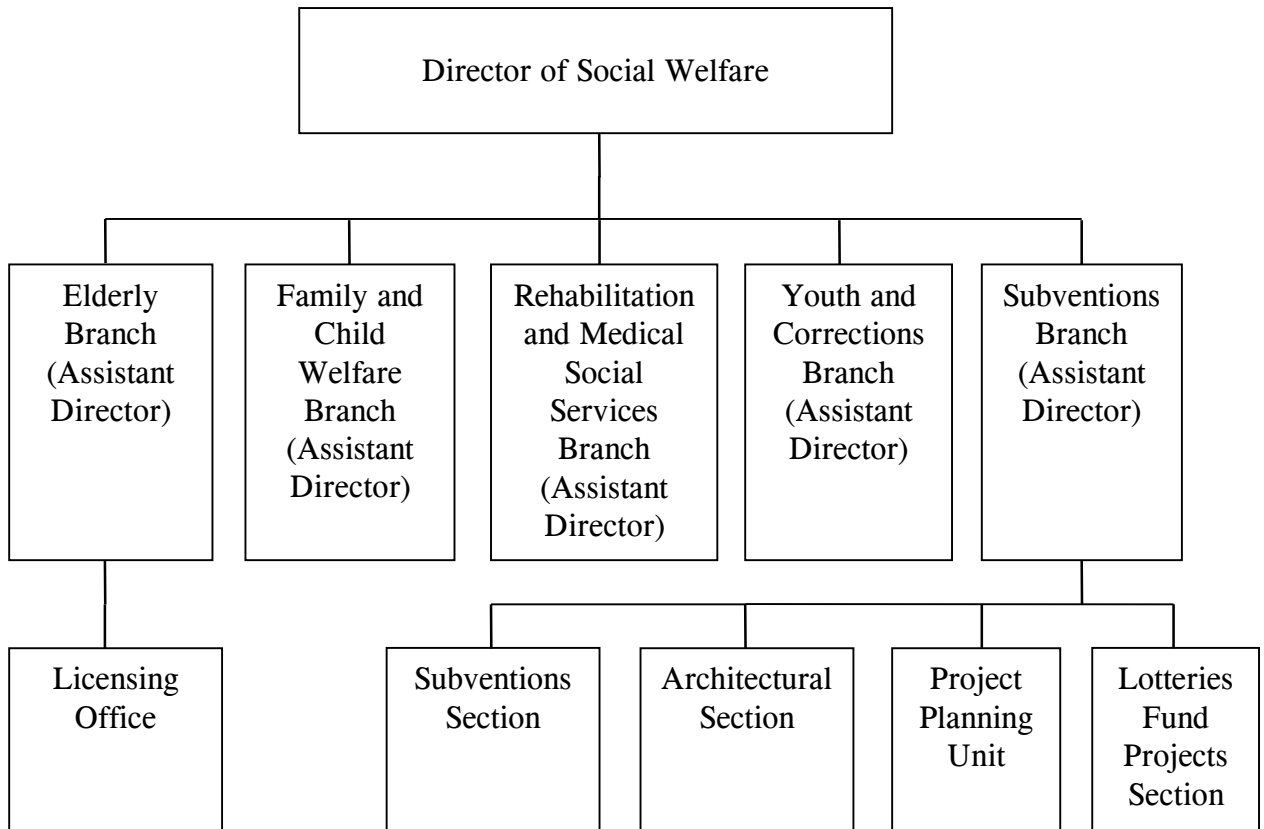 Director of Social Welfare
Elderly
Branch
(Assistant
Director)
Family and
Child
Welfare
Branch
(Assistant
Director)
Rehabilitation
and Medical
Social
Services
Branch
(Assistant
Director)
Youth and
Corrections
Branch
(Assistant
Director)
Subventions
Branch
(Assistant
Director)
Licensing
Office
Subventions
Section
Architectural
Section
Project
Planning
Unit
Lotteries
Fund
Projects
Section